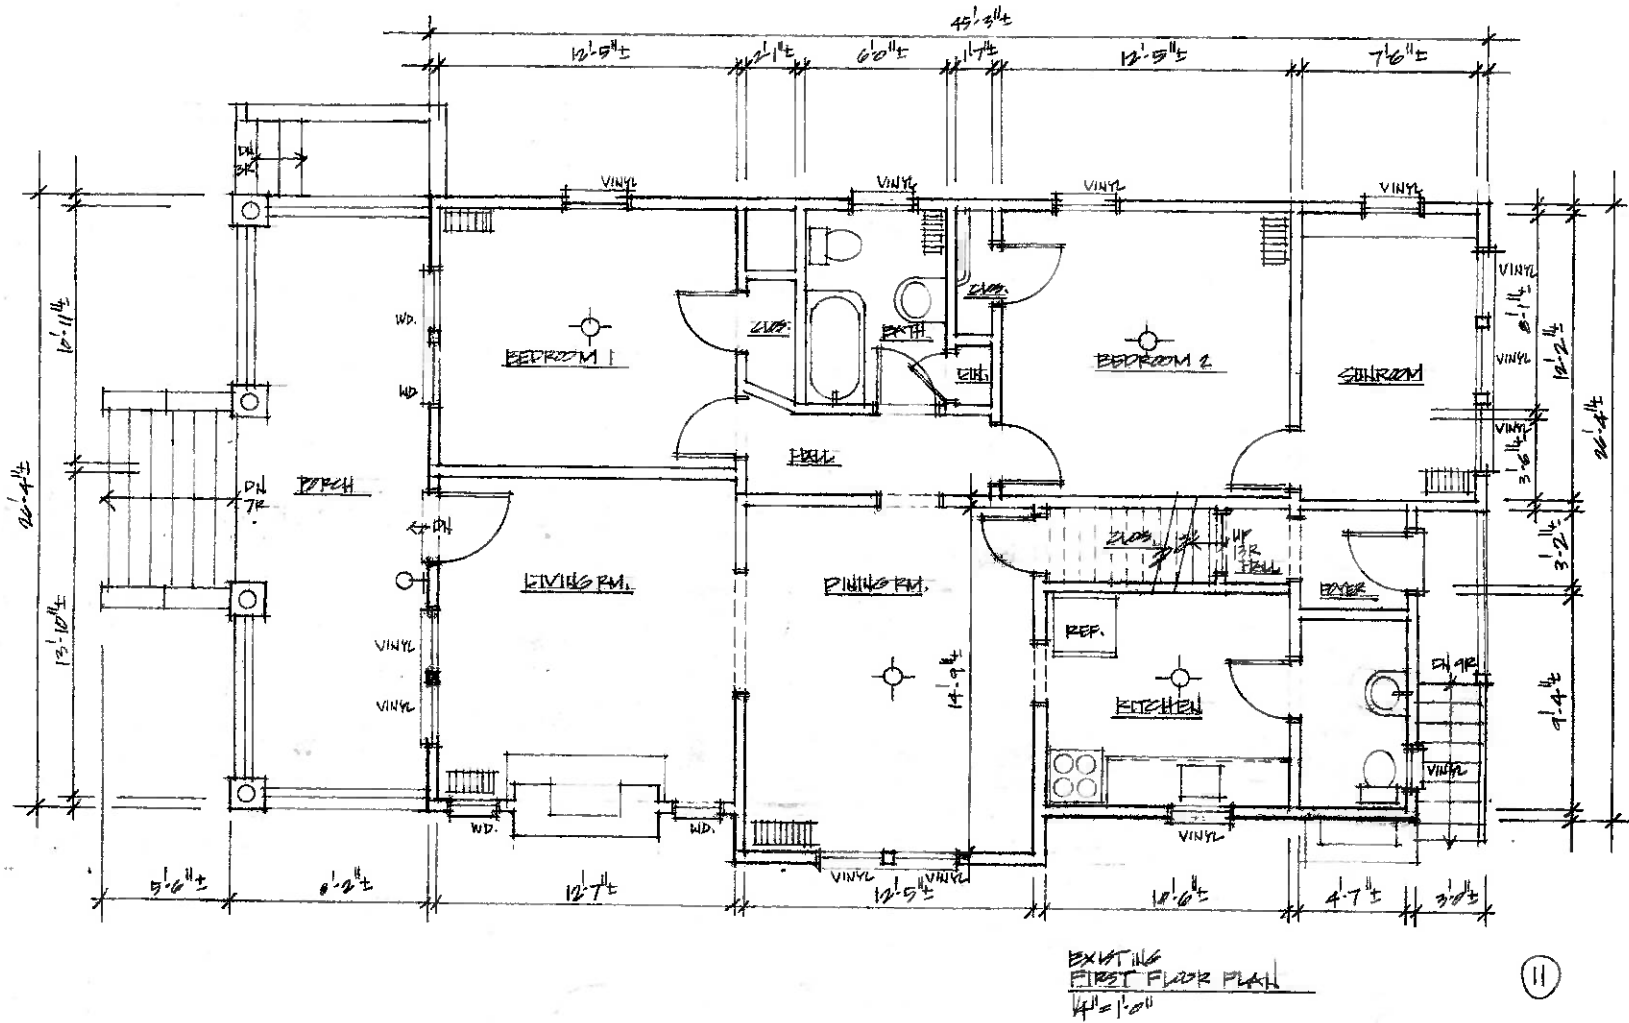 45'-3"±
12'-5"±
2'-1"±
6'-0"±
1'-7"±
12'-5"±
7'-6"±
DN
3R
VINYL
VINYL
VINYL
VINYL
10'-11"±
26'-4"±
13'-10"±
WD.
WD.
BEDROOM 1
CLOS.
BATH
CLOS.
LIN.
BEDROOM 2
SUNROOM
VINYL
VINYL
VINYL
8'-1"±
3'-6"±
12'-2"±
26'-4"±
3'-2"±
9'-4"±
HALL
PORCH
DN
7R
DN
LIVING RM.
DINING RM.
14'-9"±
CLOS.
UP
13R
FOYER
REF.
KITCHEN
DN 9R
VINYL
VINYL
VINYL
WD.
WD.
VINYL
VINYL
VINYL
5'-6"±
8'-2"±
12'-7"±
12'-5"±
10'-6"±
4'-7"±
3'-0"±
EXISTING
FIRST FLOOR PLAN
1/4"=1'-0"
11